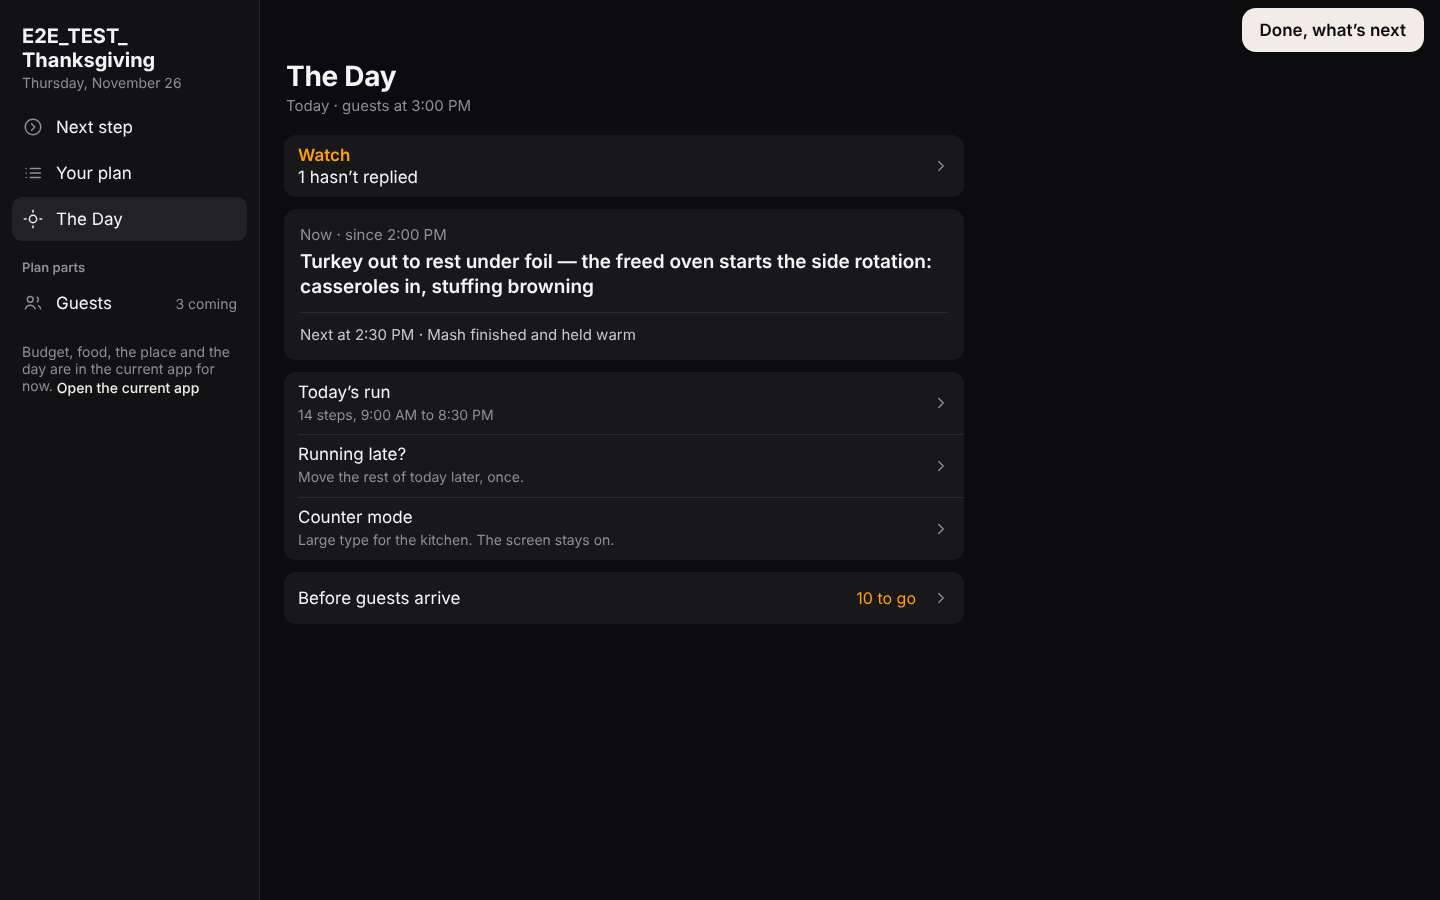 E2E_TEST_
Thanksgiving
Thursday, November 26
Next step
Your plan
The Day
Plan parts
Guests
3 coming
Budget, food, the place and the
day are in the current app for
now. Open the current app
Done, what’s next
The Day
Today · guests at 3:00 PM
Watch
1 hasn’t replied
Now · since 2:00 PM
Turkey out to rest under foil — the freed oven starts the side rotation:
casseroles in, stuffing browning
Next at 2:30 PM · Mash finished and held warm
Today’s run
14 steps, 9:00 AM to 8:30 PM
Running late?
Move the rest of today later, once.
Counter mode
Large type for the kitchen. The screen stays on.
Before guests arrive
10 to go